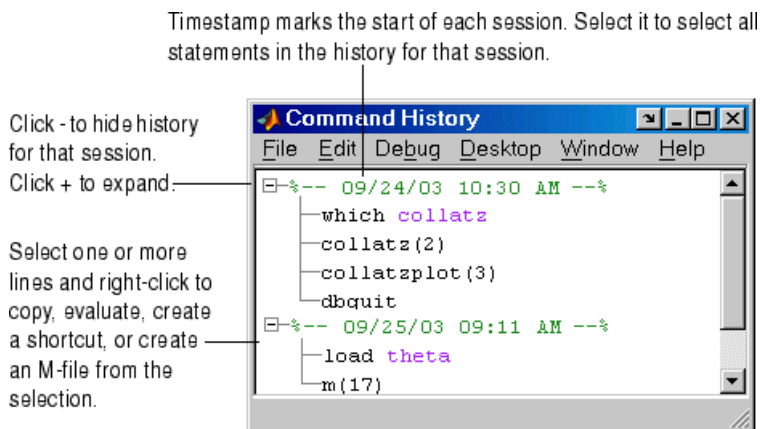 Timestamp marks the start of each session. Select it to select all
statements in the history for that session.
Click - to hide history
for that session.
Click + to expand.
Select one or more
lines and right-click to
copy, evaluate, create
a shortcut, or create
an M-file from the
selection.
Command History
File Edit Debug Desktop Window Help
%-- 09/24/03 10:30 AM --%
which collatz
collatz(2)
collatzplot(3)
dbquit
%-- 09/25/03 09:11 AM --%
load theta
m(17)